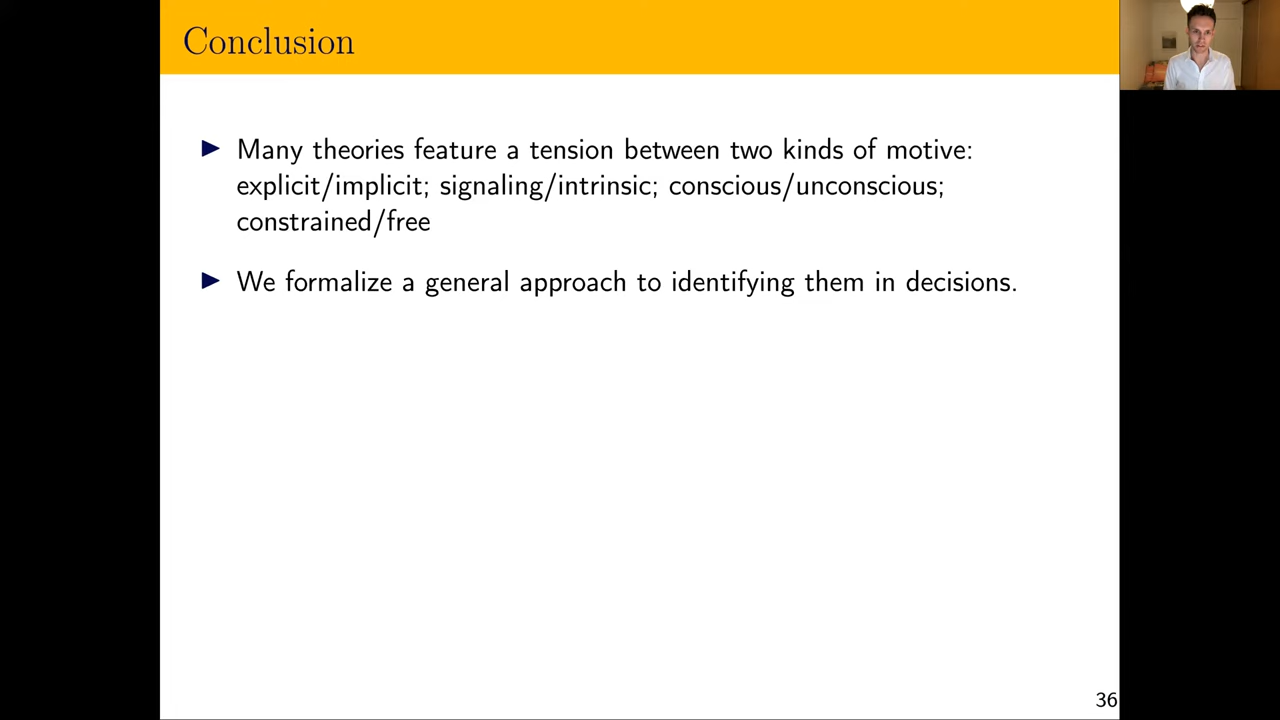 Conclusion
Many theories feature a tension between two kinds of motive:
explicit/implicit; signaling/intrinsic; conscious/unconscious;
constrained/free
We formalize a general approach to identifying them in decisions.
36